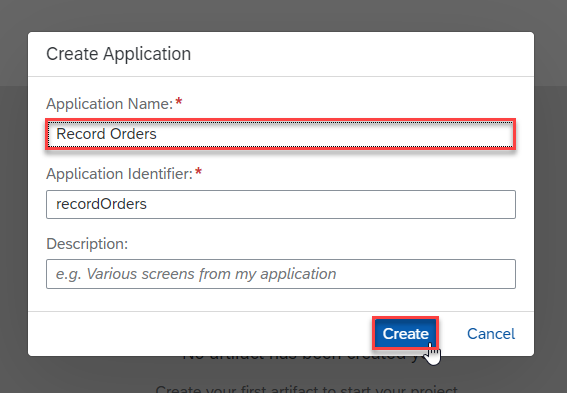 Create Application
Application Name:*
Record Orders
Application Identifier:*
recordOrders
Description:
e.g. Various screens from my application
Create Cancel
No artifact has been created y
Create your first artifact to start your project